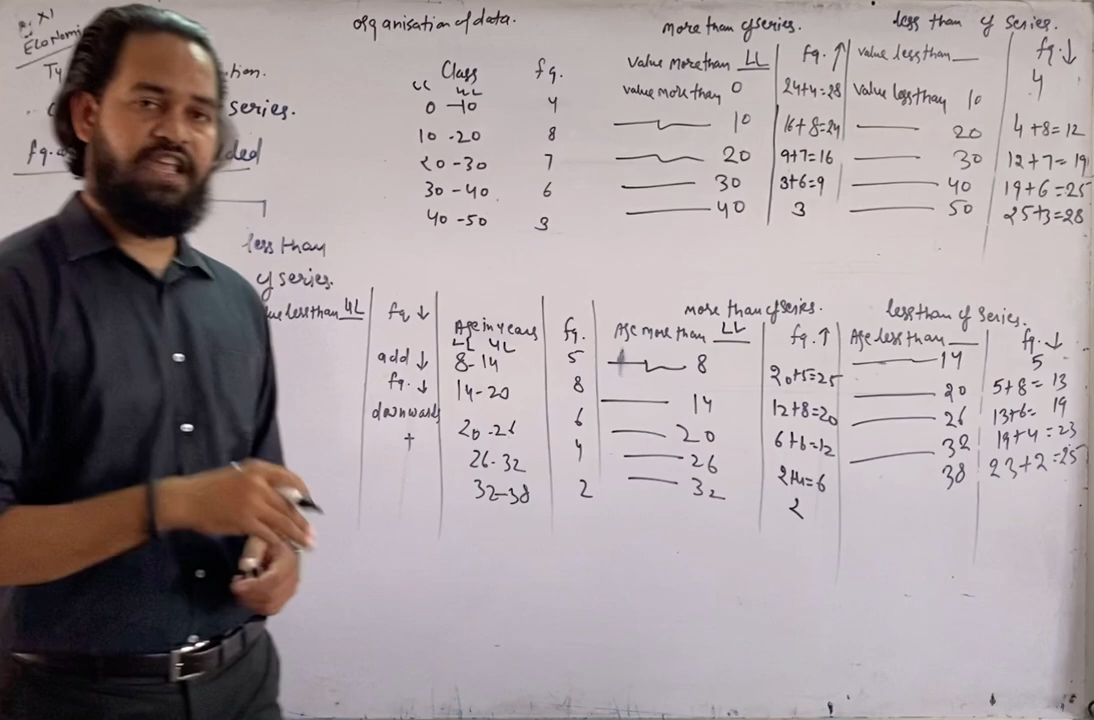 XI
Economi
organisation of data.
more than cf series.
less than cf series.
Ty
tion.
series.
fq.
ded
less than
cf series.
ue less than UL
fq ↓
add ↓
fq. ↓
downwards
Class
fq.
LL UL
0 - 10 4
10 - 20 8
20 - 30 7
30 - 40 6
40 - 50 3
value more than LL fq. ↑
value more than 0 24+4=28
10 16+8=24
20 9+7=16
30 3+6=9
40 3
value less than fq. ↓
value less than 10 4
20 4+8=12
30 12+7=19
40 19+6=25
50 25+3=28
Age in years fq.
LL UL
8-14 5
14-20 8
20-26 6
26-32 4
32-38 2
more than cf series.
Age more than LL fq. ↑
8 20+5=25
14 12+8=20
20 6+6=12
26 2+4=6
32 2
less than cf series.
Age less than fq. ↓
14 5
20 5+8=13
26 13+6=19
32 19+4=23
38 23+2=25